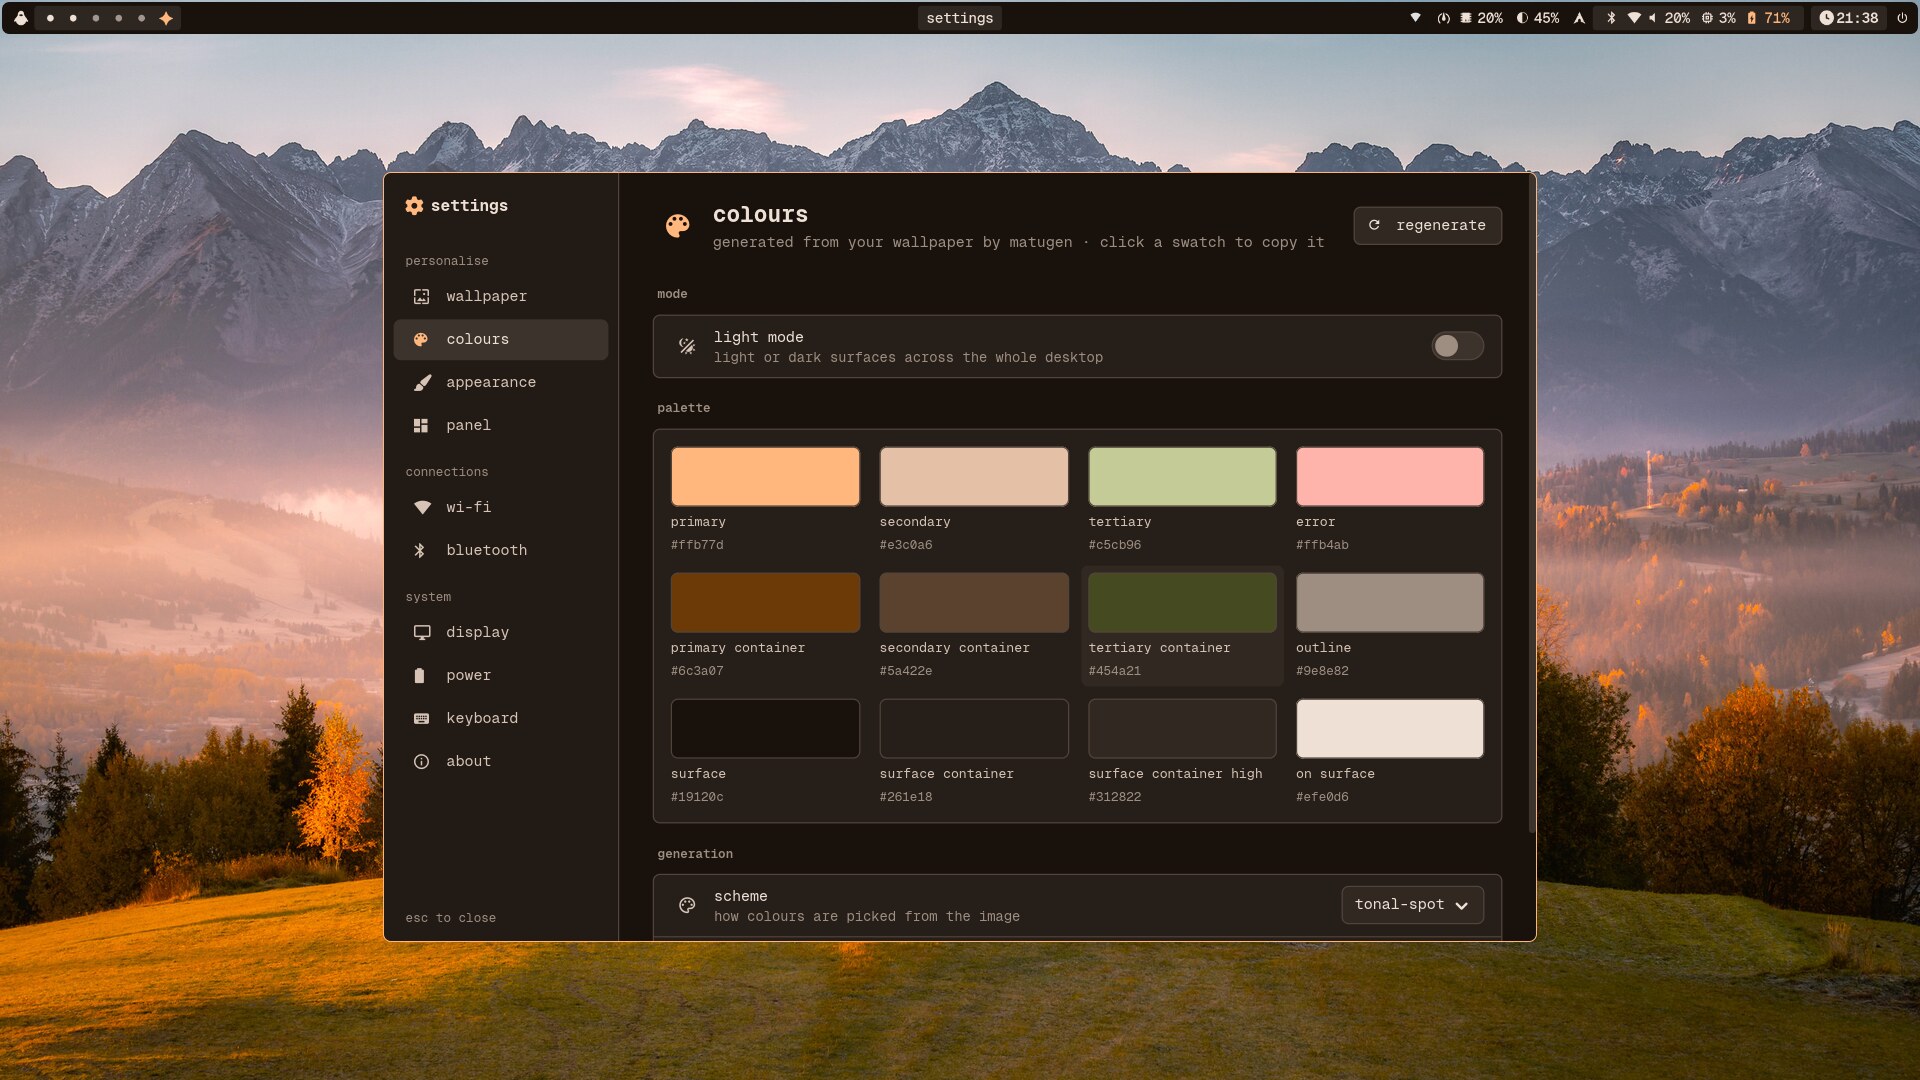 settings
20%
45%
20%
3%
71%
21:38
settings
personalise
wallpaper
colours
appearance
panel
connections
wi-fi
bluetooth
system
display
power
keyboard
about
esc to close
colours
generated from your wallpaper by matugen · click a swatch to copy it
regenerate
mode
light mode
light or dark surfaces across the whole desktop
palette
primary
#ffb77d
secondary
#e3c0a6
tertiary
#c5cb96
error
#ffb4ab
primary container
#6c3a07
secondary container
#5a422e
tertiary container
#454a21
outline
#9e8e82
surface
#19120c
surface container
#261e18
surface container high
#312822
on surface
#efe0d6
generation
scheme
how colours are picked from the image
tonal-spot